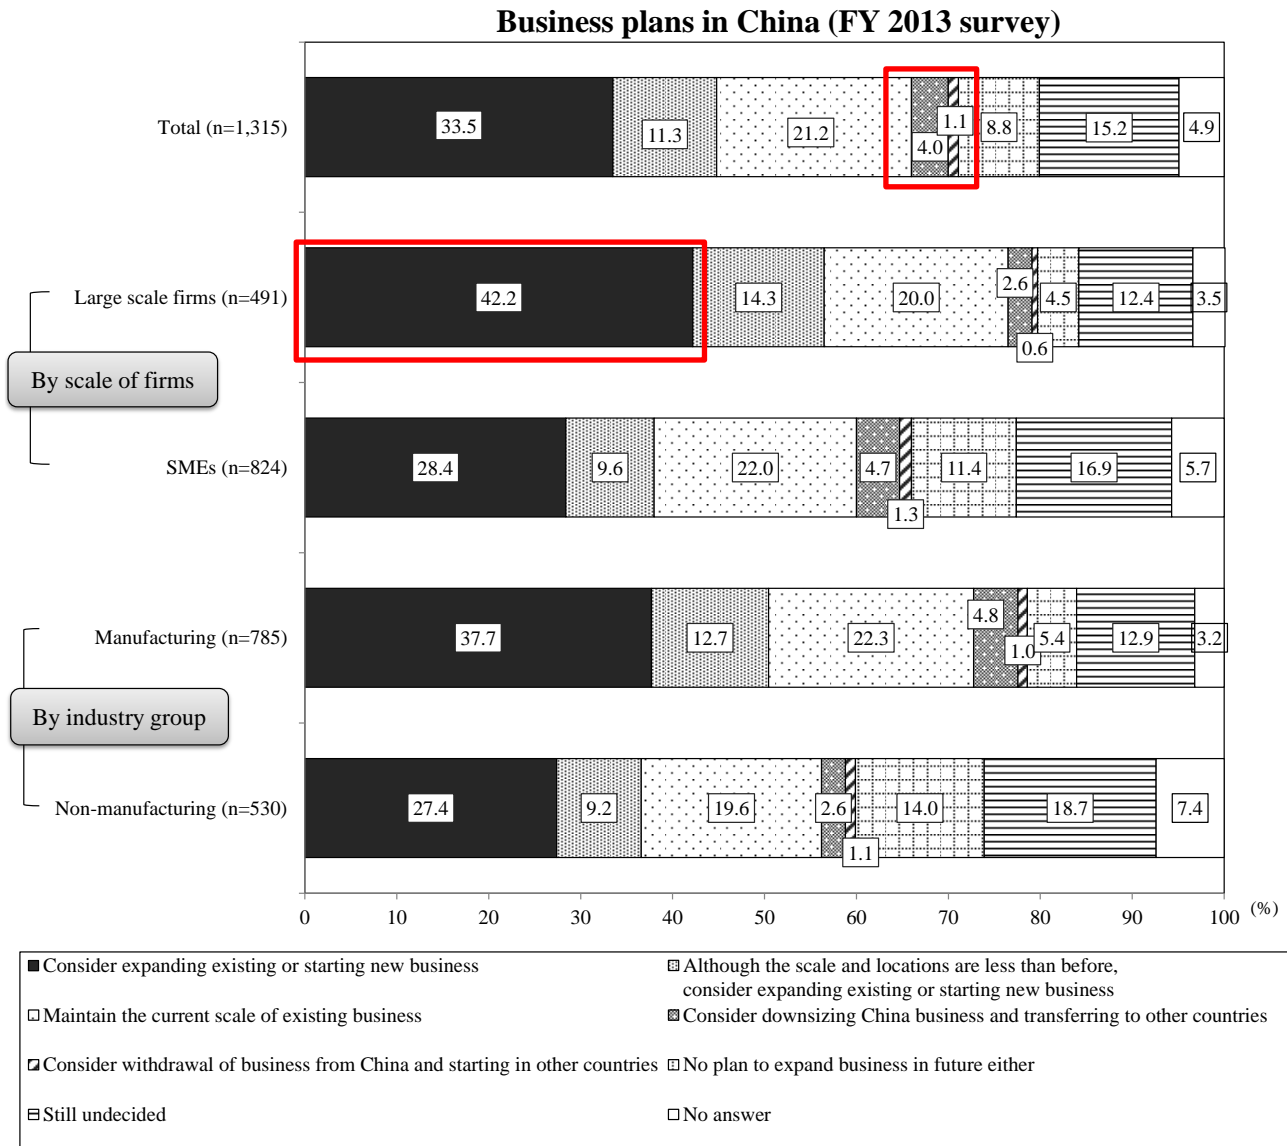 Business plans in China (FY 2013 survey)
Total (n=1,315)
33.5
11.3
21.2
4.0
1.1
8.8
15.2
4.9
Large scale firms (n=491)
42.2
14.3
20.0
2.6
0.6
4.5
12.4
3.5
By scale of firms
SMEs (n=824)
28.4
9.6
22.0
4.7
1.3
11.4
16.9
5.7
Manufacturing (n=785)
37.7
12.7
22.3
4.8
1.0
5.4
12.9
3.2
By industry group
Non-manufacturing (n=530)
27.4
9.2
19.6
2.6
1.1
14.0
18.7
7.4
0 10 20 30 40 50 60 70 80 90 100 (%)
Consider expanding existing or starting new business
Although the scale and locations are less than before,
consider expanding existing or starting new business
Maintain the current scale of existing business
Consider downsizing China business and transferring to other countries
Consider withdrawal of business from China and starting in other countries
No plan to expand business in future either
Still undecided
No answer